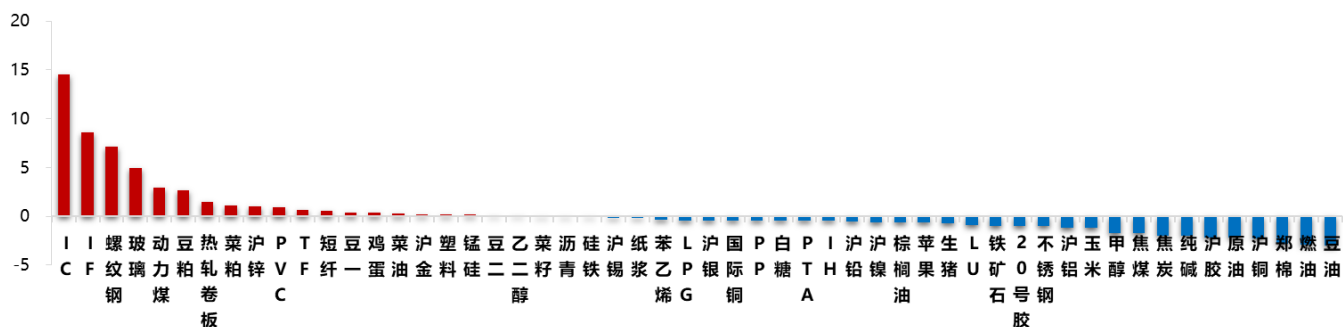 20
15
10
5
0
-5
IC
IF
螺纹钢
玻璃
动力煤
豆粕
热轧卷板
菜粕
沪锌
PVC
TF
短纤
豆一
鸡蛋
菜油
沪金
塑料
锰硅
豆二
乙二醇
菜籽
沥青
硅铁
沪锡
纸浆
苯乙烯
LPG
沪银
国际铜
PP
白糖
PTA
IH
沪铅
沪镍
棕榈油
苹果
生猪
LU
铁矿石
20号胶
不锈钢
沪铝
玉米
甲醇
焦煤
焦炭
纯碱
沪胶
原油
沪铜
郑棉
燃油
豆油